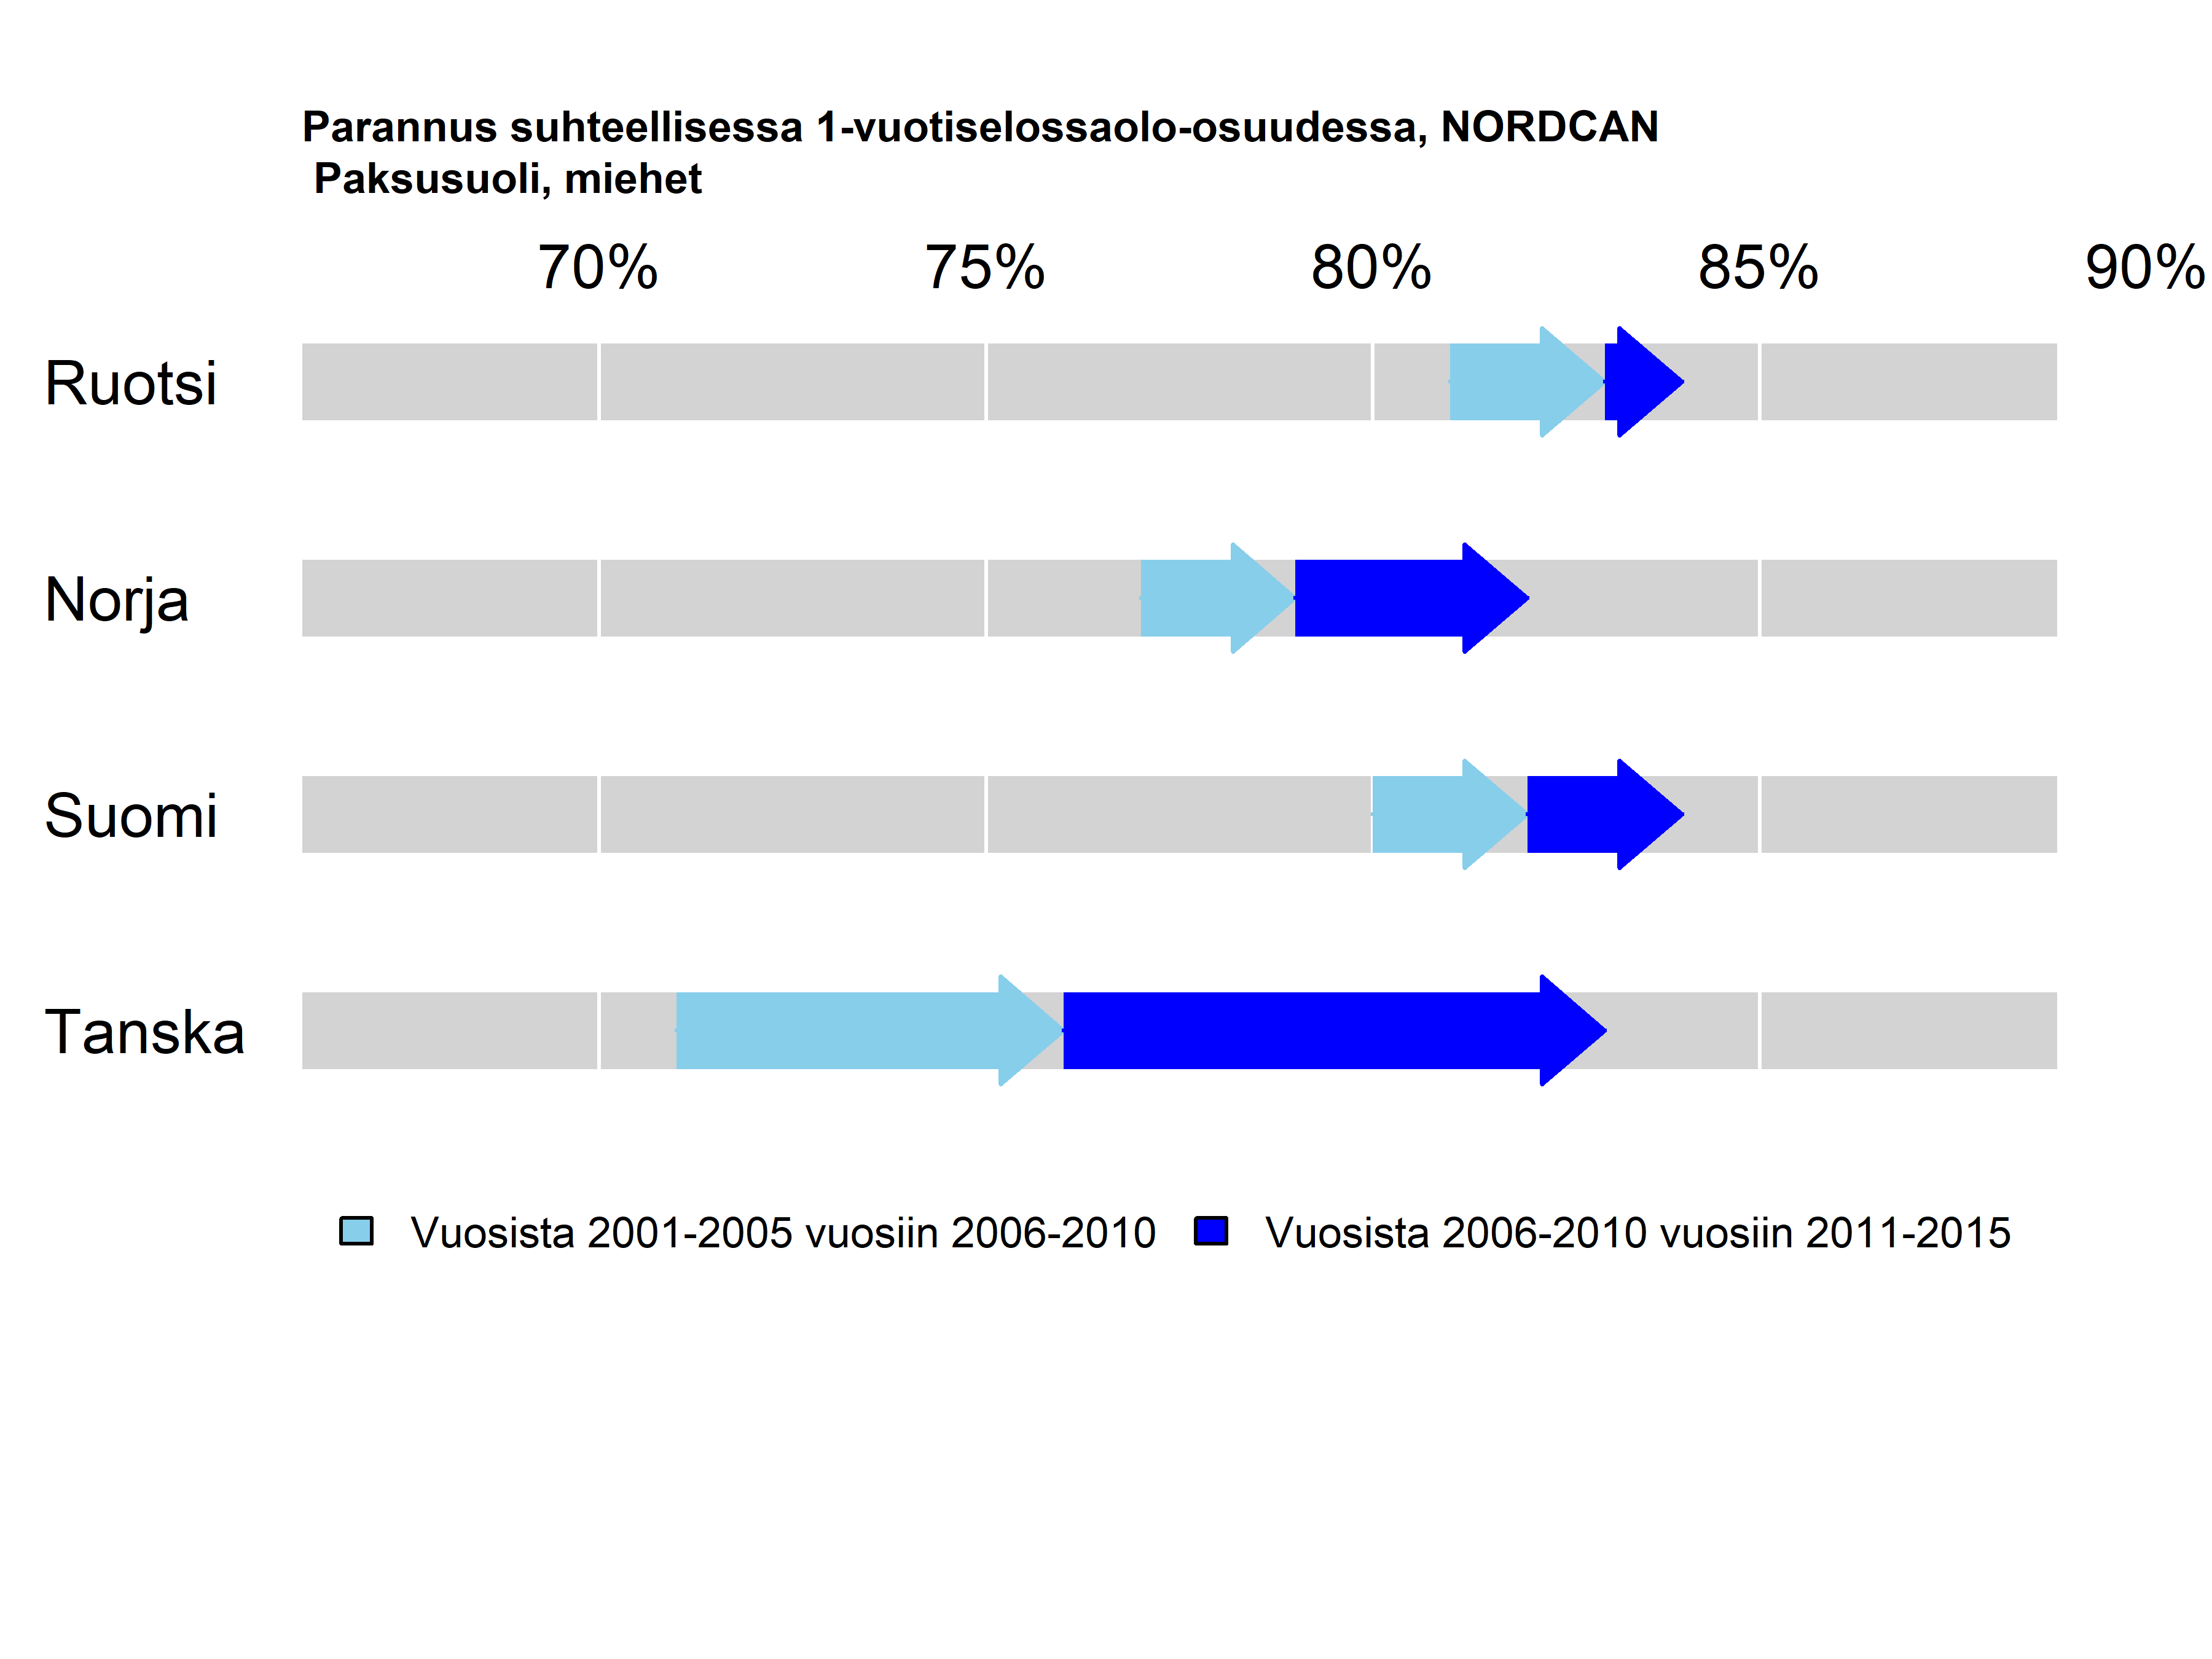 Parannus suhteellisessa 1-vuotiselossaolo-osuudessa, NORDCAN
Paksusuoli, miehet
70% 75% 80% 85% 90%
Ruotsi
Norja
Suomi
Tanska
Vuosista 2001-2005 vuosiin 2006-2010 Vuosista 2006-2010 vuosiin 2011-2015